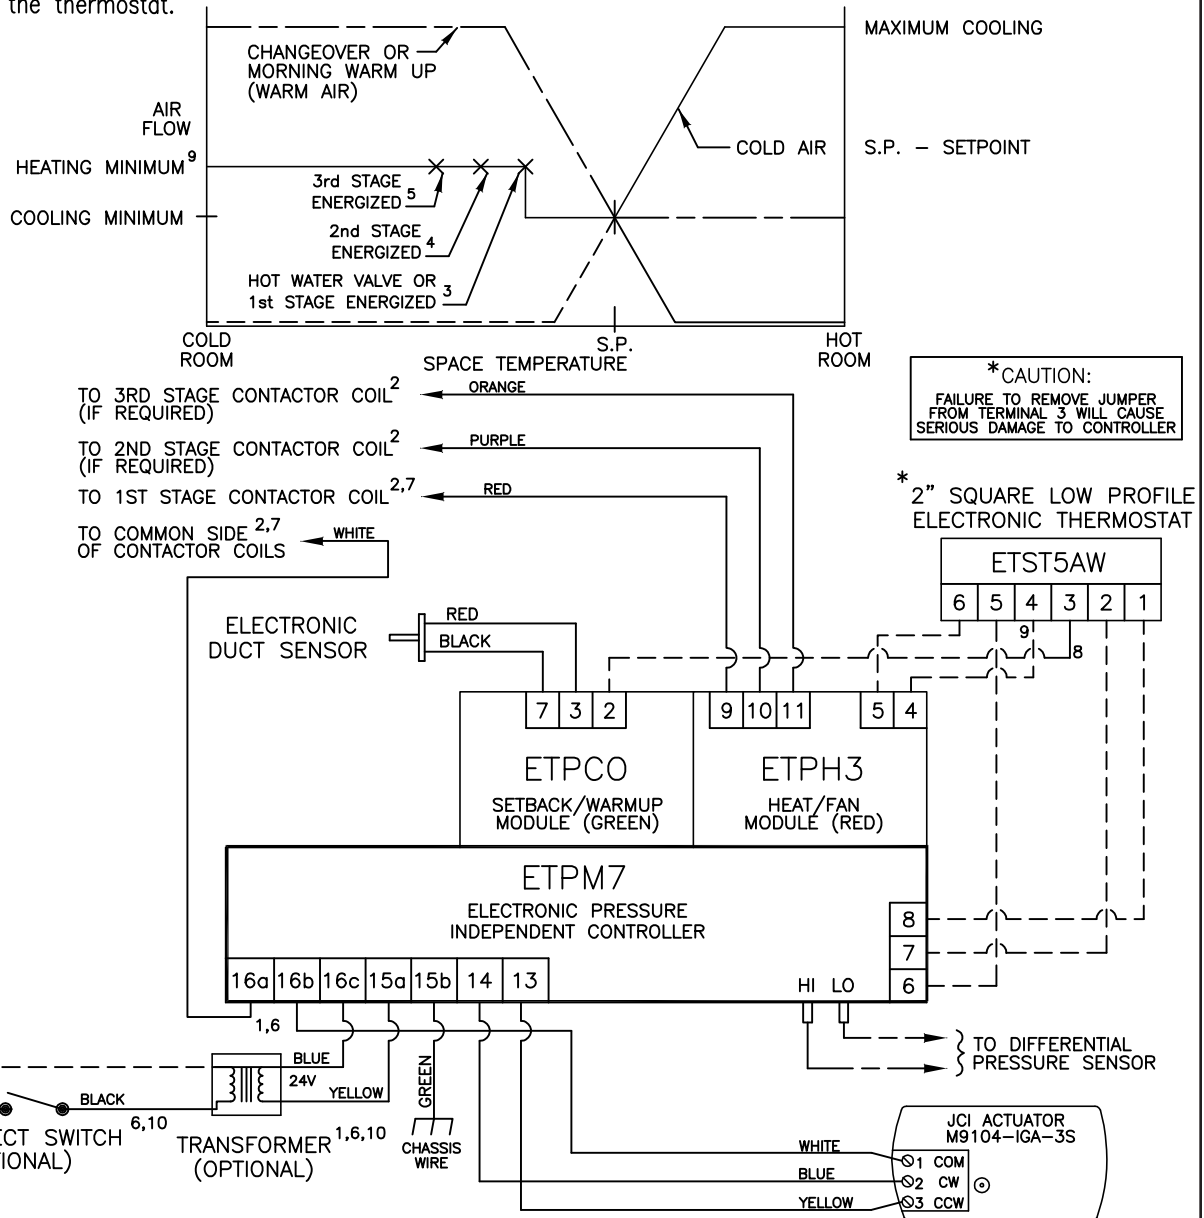 the thermostat.
MAXIMUM COOLING
CHANGEOVER OR
MORNING WARM UP
(WARM AIR)
AIR
FLOW
COLD AIR
S.P. – SETPOINT
HEATING MINIMUM 9
3rd STAGE
ENERGIZED 5
COOLING MINIMUM
2nd STAGE
ENERGIZED 4
HOT WATER VALVE OR
1st STAGE ENERGIZED 3
COLD
ROOM
S.P.
HOT
ROOM
SPACE TEMPERATURE
TO 3RD STAGE CONTACTOR COIL 2
(IF REQUIRED)
ORANGE
*CAUTION:
FAILURE TO REMOVE JUMPER
FROM TERMINAL 3 WILL CAUSE
SERIOUS DAMAGE TO CONTROLLER
TO 2ND STAGE CONTACTOR COIL 2
(IF REQUIRED)
PURPLE
TO 1ST STAGE CONTACTOR COIL 2,7
RED
* 2" SQUARE LOW PROFILE
ELECTRONIC THERMOSTAT
TO COMMON SIDE 2,7
OF CONTACTOR COILS
WHITE
ETST5AW
6 5 4 3 2 1
9
8
ELECTRONIC
DUCT SENSOR
RED
BLACK
7 3 2
9 10 11
5 4
ETPCO
SETBACK/WARMUP
MODULE (GREEN)
ETPH3
HEAT/FAN
MODULE (RED)
ETPM7
ELECTRONIC PRESSURE
INDEPENDENT CONTROLLER
8
7
6
16a 16b 16c 15a 15b 14 13
HI LO
1,6
TO DIFFERENTIAL
PRESSURE SENSOR
BLUE
24V
YELLOW
GREEN
BLACK
6,10
ECT SWITCH
IONAL)
TRANSFORMER 1,6,10
(OPTIONAL)
CHASSIS
WIRE
JCI ACTUATOR
M9104-IGA-3S
WHITE
1 COM
BLUE
2 CW
YELLOW
3 CCW